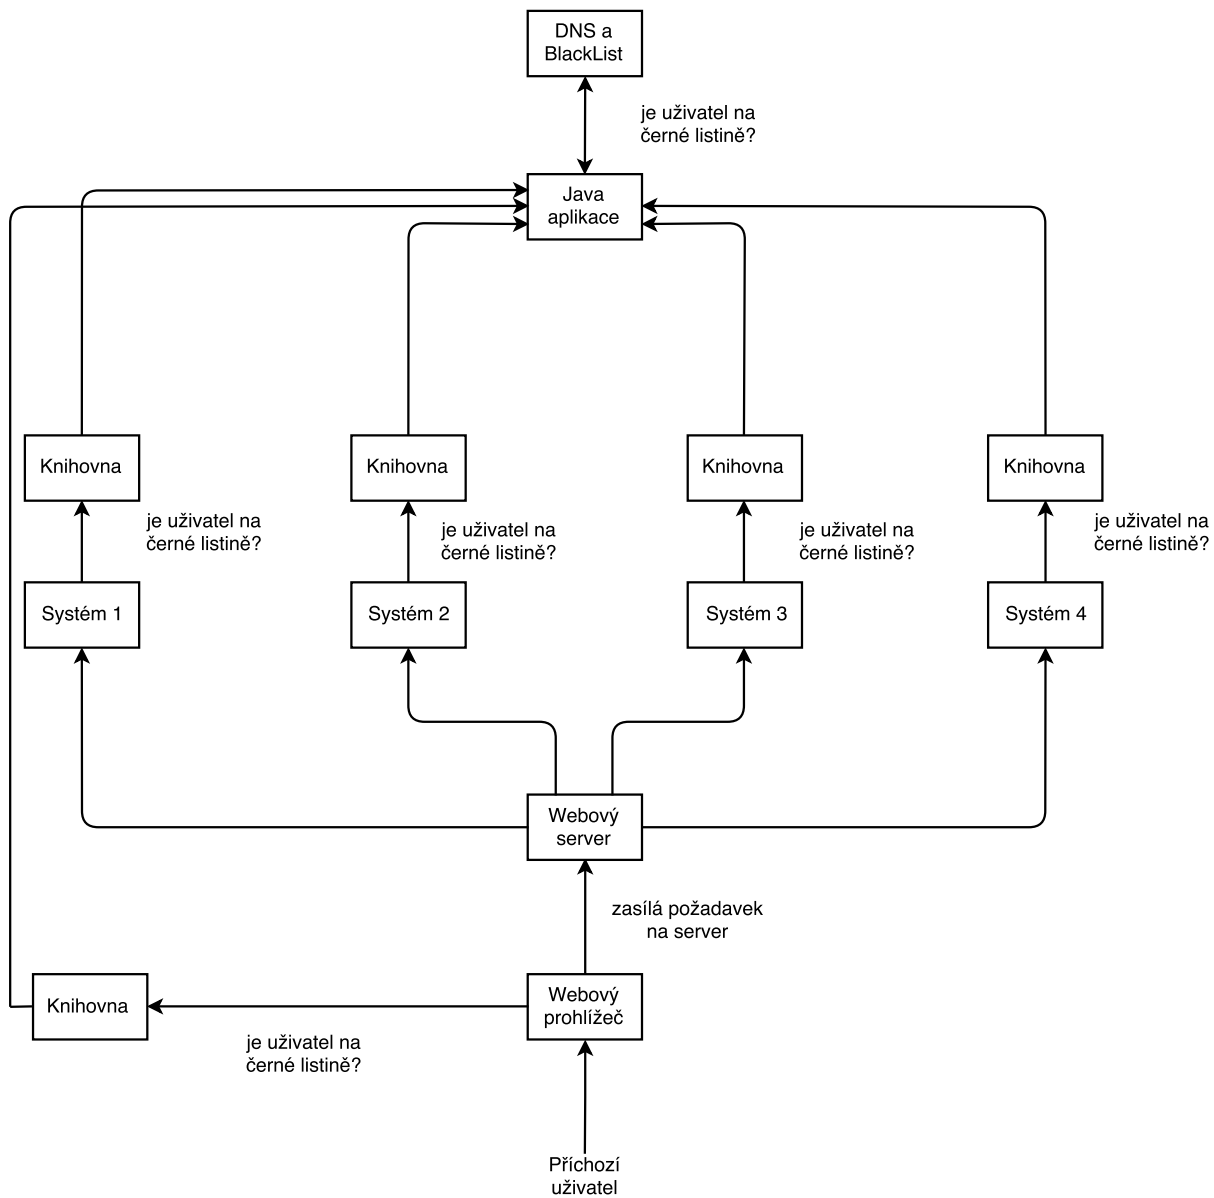 DNS a
BlackList
je uživatel na
černé listině?
Java
aplikace
Knihovna
Knihovna
Knihovna
Knihovna
je uživatel na
černé listině?
je uživatel na
černé listině?
je uživatel na
černé listině?
je uživatel na
černé listině?
Systém 1
Systém 2
Systém 3
Systém 4
Webový
server
zasílá požadavek
na server
Knihovna
Webový
prohlížeč
je uživatel na
černé listině?
Příchozí
uživatel